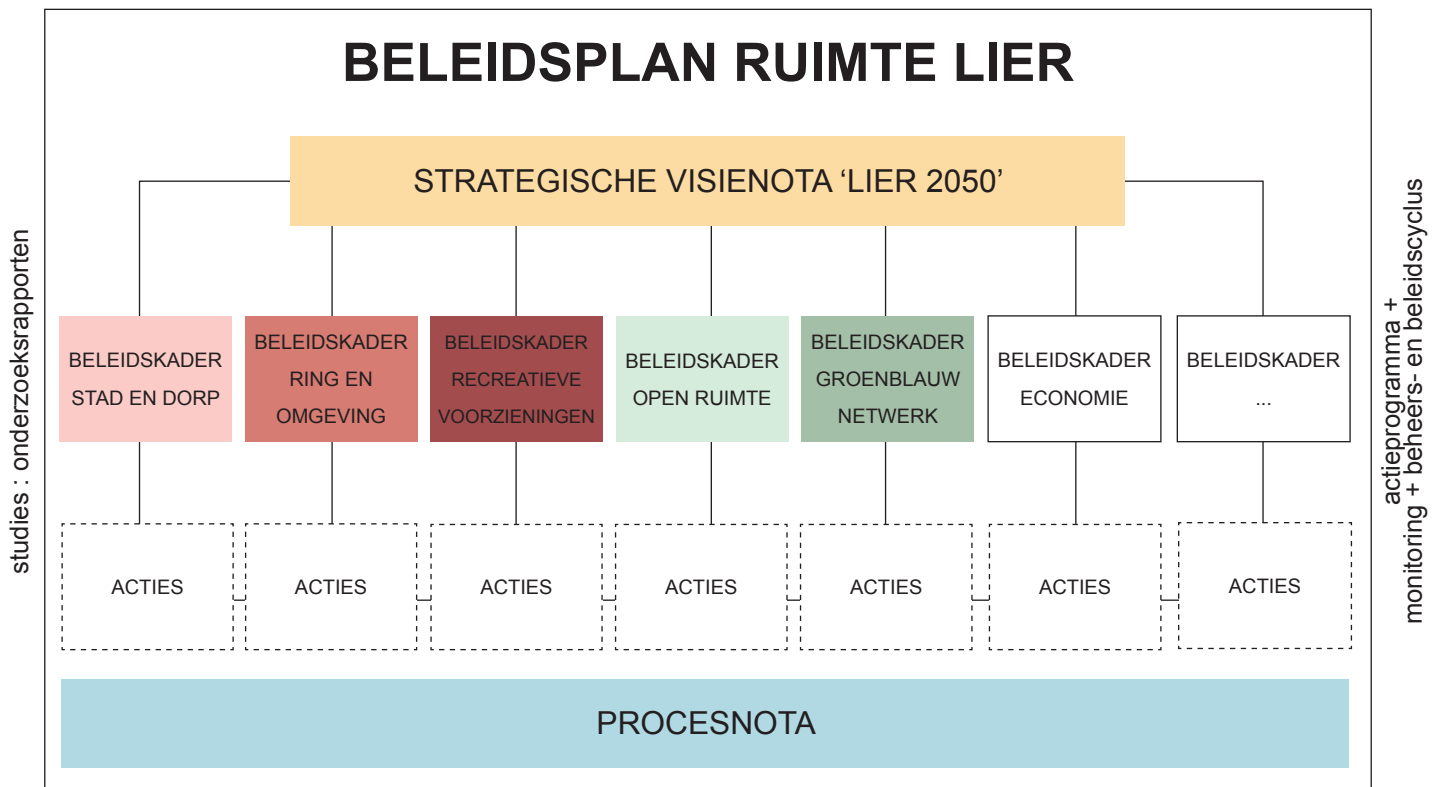 BELEIDSPLAN RUIMTE LIER
STRATEGISCHE VISIENOTA ‘LIER 2050’
studies : onderzoeksrapporten
BELEIDSKADER
STAD EN DORP
BELEIDSKADER
RING EN
OMGEVING
BELEIDSKADER
RECREATIEVE
VOORZIENINGEN
BELEIDSKADER
OPEN RUIMTE
BELEIDSKADER
GROENBLAUW
NETWERK
BELEIDSKADER
ECONOMIE
BELEIDSKADER
...
actieprogramma +
monitoring + beheers- en beleidscyclus
ACTIES
ACTIES
ACTIES
ACTIES
ACTIES
ACTIES
ACTIES
PROCESNOTA